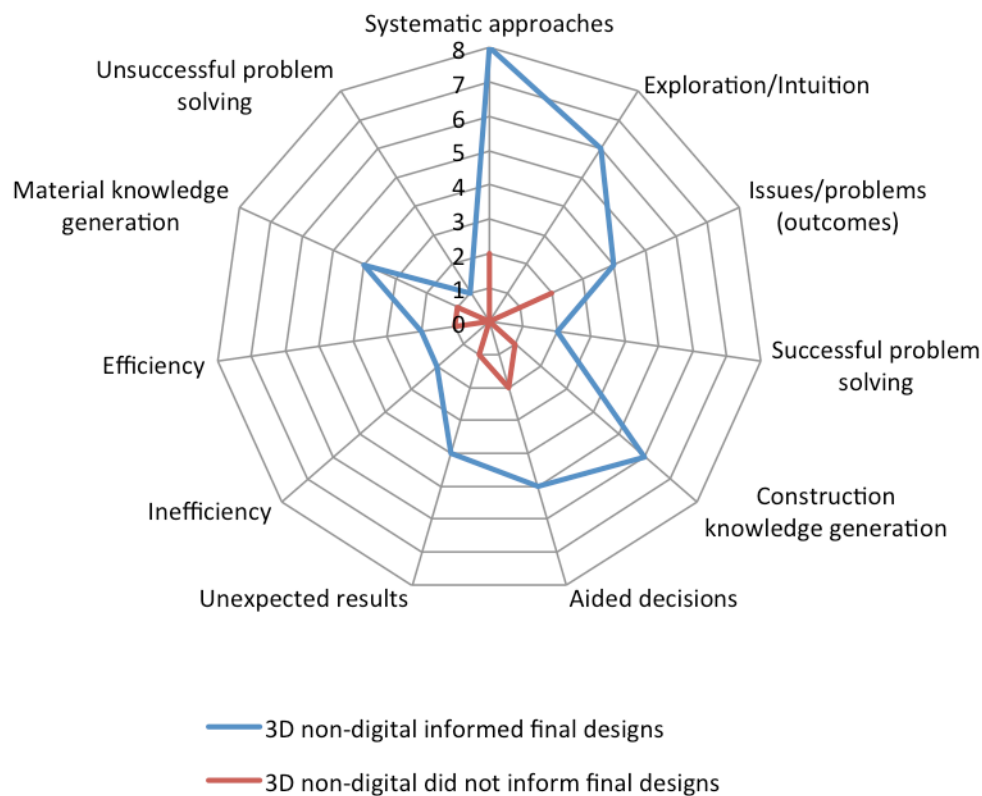 Systematic approaches
Unsuccessful problem
solving
Exploration/Intuition
Material knowledge
generation
Issues/problems
(outcomes)
8
7
6
5
4
3
2
1
0
Efficiency
Successful problem
solving
Inefficiency
Construction
knowledge generation
Unexpected results
Aided decisions
3D non-digital informed final designs
3D non-digital did not inform final designs